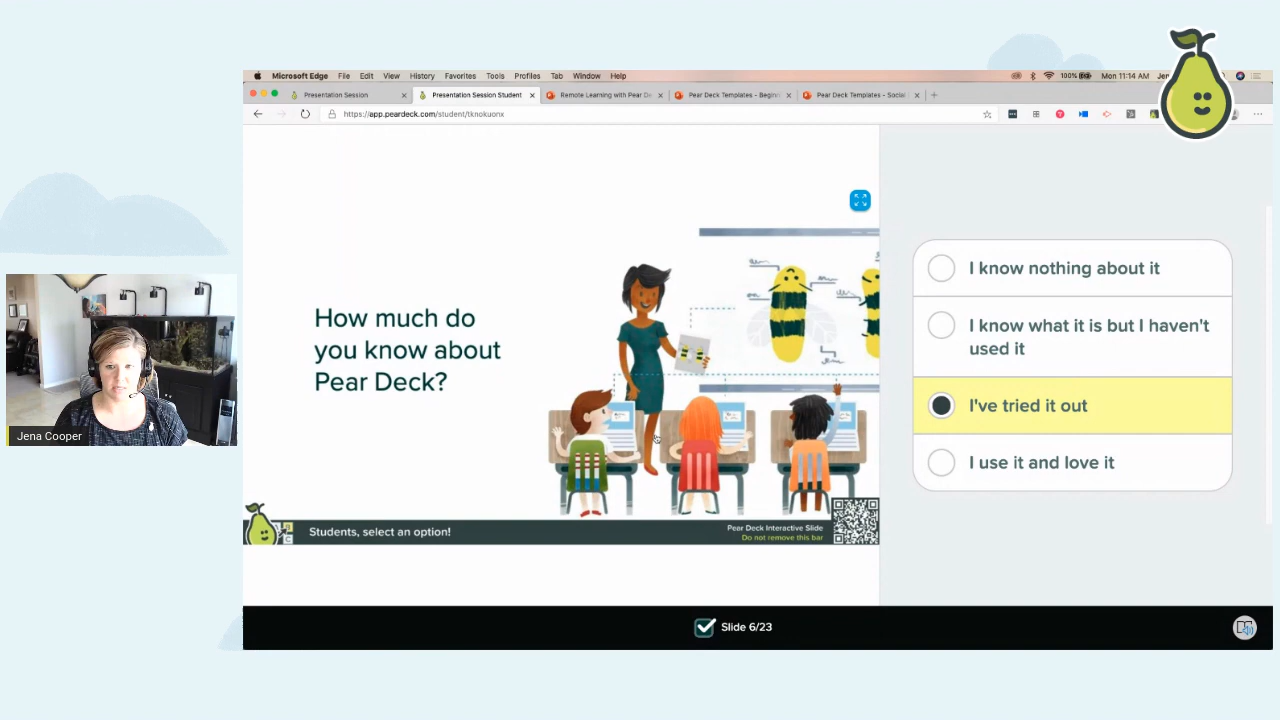 Microsoft Edge File Edit View History Favorites Tools Profiles Tab Window Help
100% Mon 11:14 AM Jen
Presentation Session
Presentation Session Student
Remote Learning with Pear De
Pear Deck Templates - Beginn
Pear Deck Templates - Social
https://app.peardeck.com/student/tknokuonx
How much do
you know about
Pear Deck?
I know nothing about it
I know what it is but I haven't
used it
I've tried it out
I use it and love it
Jena Cooper
Students, select an option!
Pear Deck Interactive Slide
Do not remove this bar
Slide 6/23